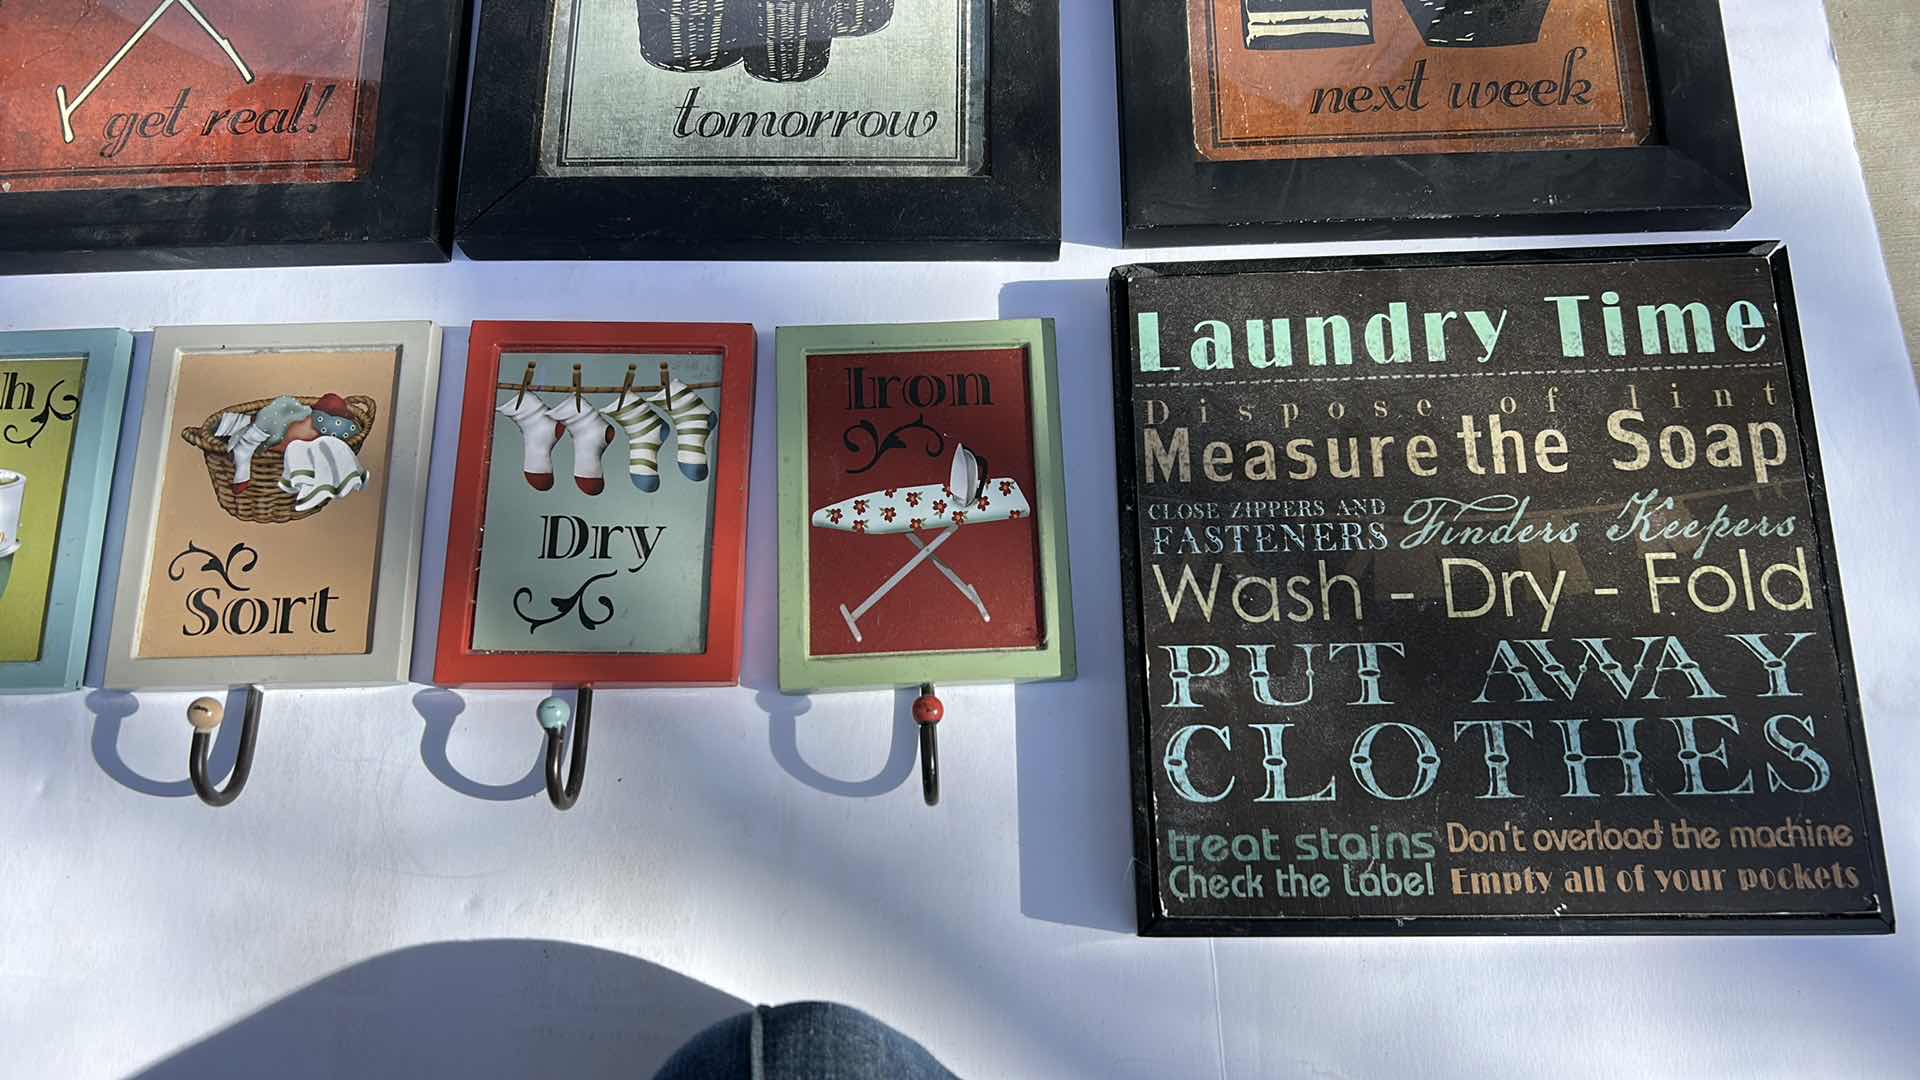 get real!
tomorrow
next week
Sort
Dry
Iron
Laundry Time
Dispose of lint
Measure the Soap
CLOSE ZIPPERS AND
FASTENERS
Finders Keepers
Wash - Dry - Fold
PUT AWAY
CLOTHES
treat stains
Check the Label
Don't overload the machine
Empty all of your pockets